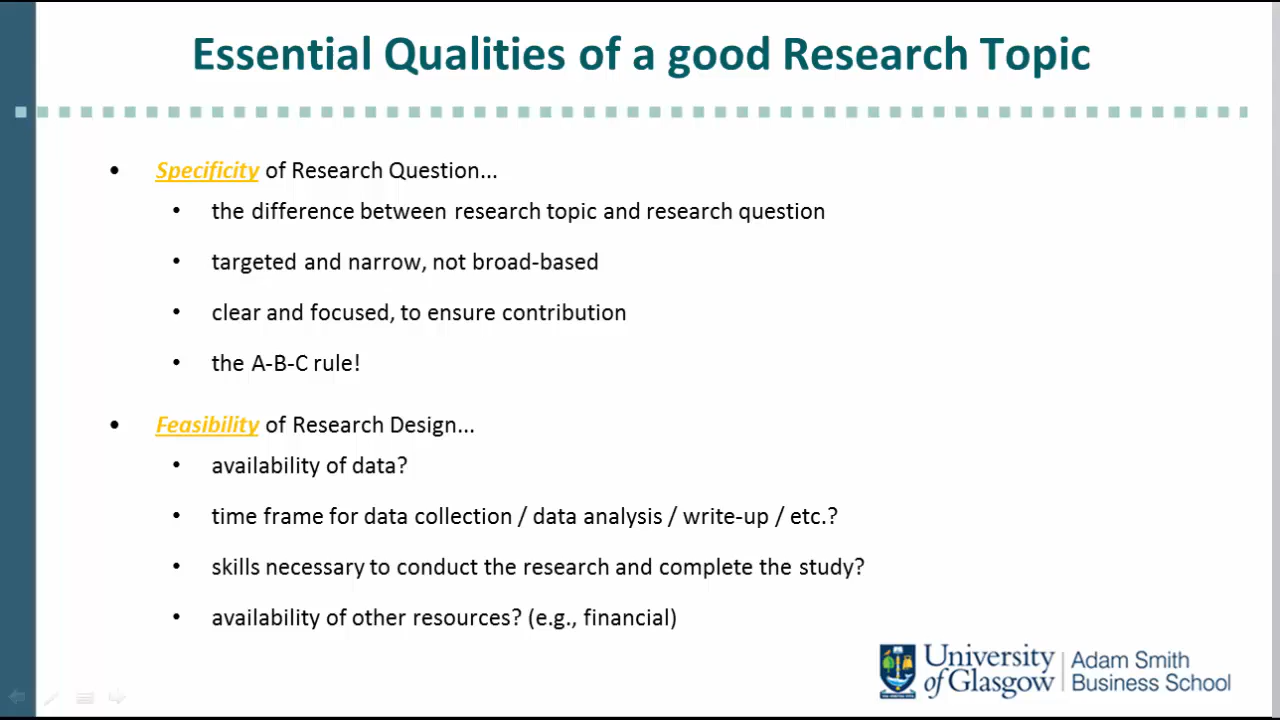 Essential Qualities of a good Research Topic
• Specificity of Research Question...
• the difference between research topic and research question
• targeted and narrow, not broad-based
• clear and focused, to ensure contribution
• the A-B-C rule!
• Feasibility of Research Design...
• availability of data?
• time frame for data collection / data analysis / write-up / etc.?
• skills necessary to conduct the research and complete the study?
• availability of other resources? (e.g., financial)
University
of Glasgow
Adam Smith
Business School